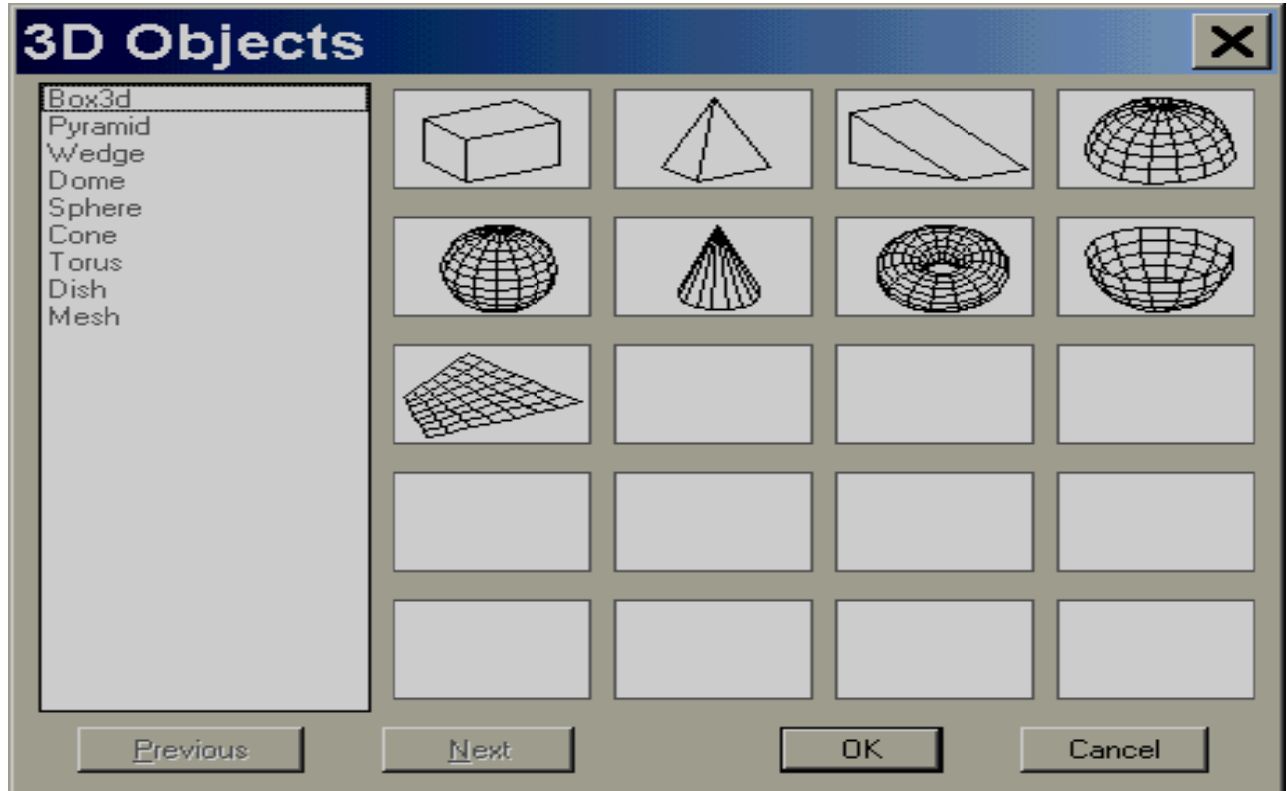 3D Objects
Box3d
Pyramid
Wedge
Dome
Sphere
Cone
Torus
Dish
Mesh
Previous
Next
OK
Cancel